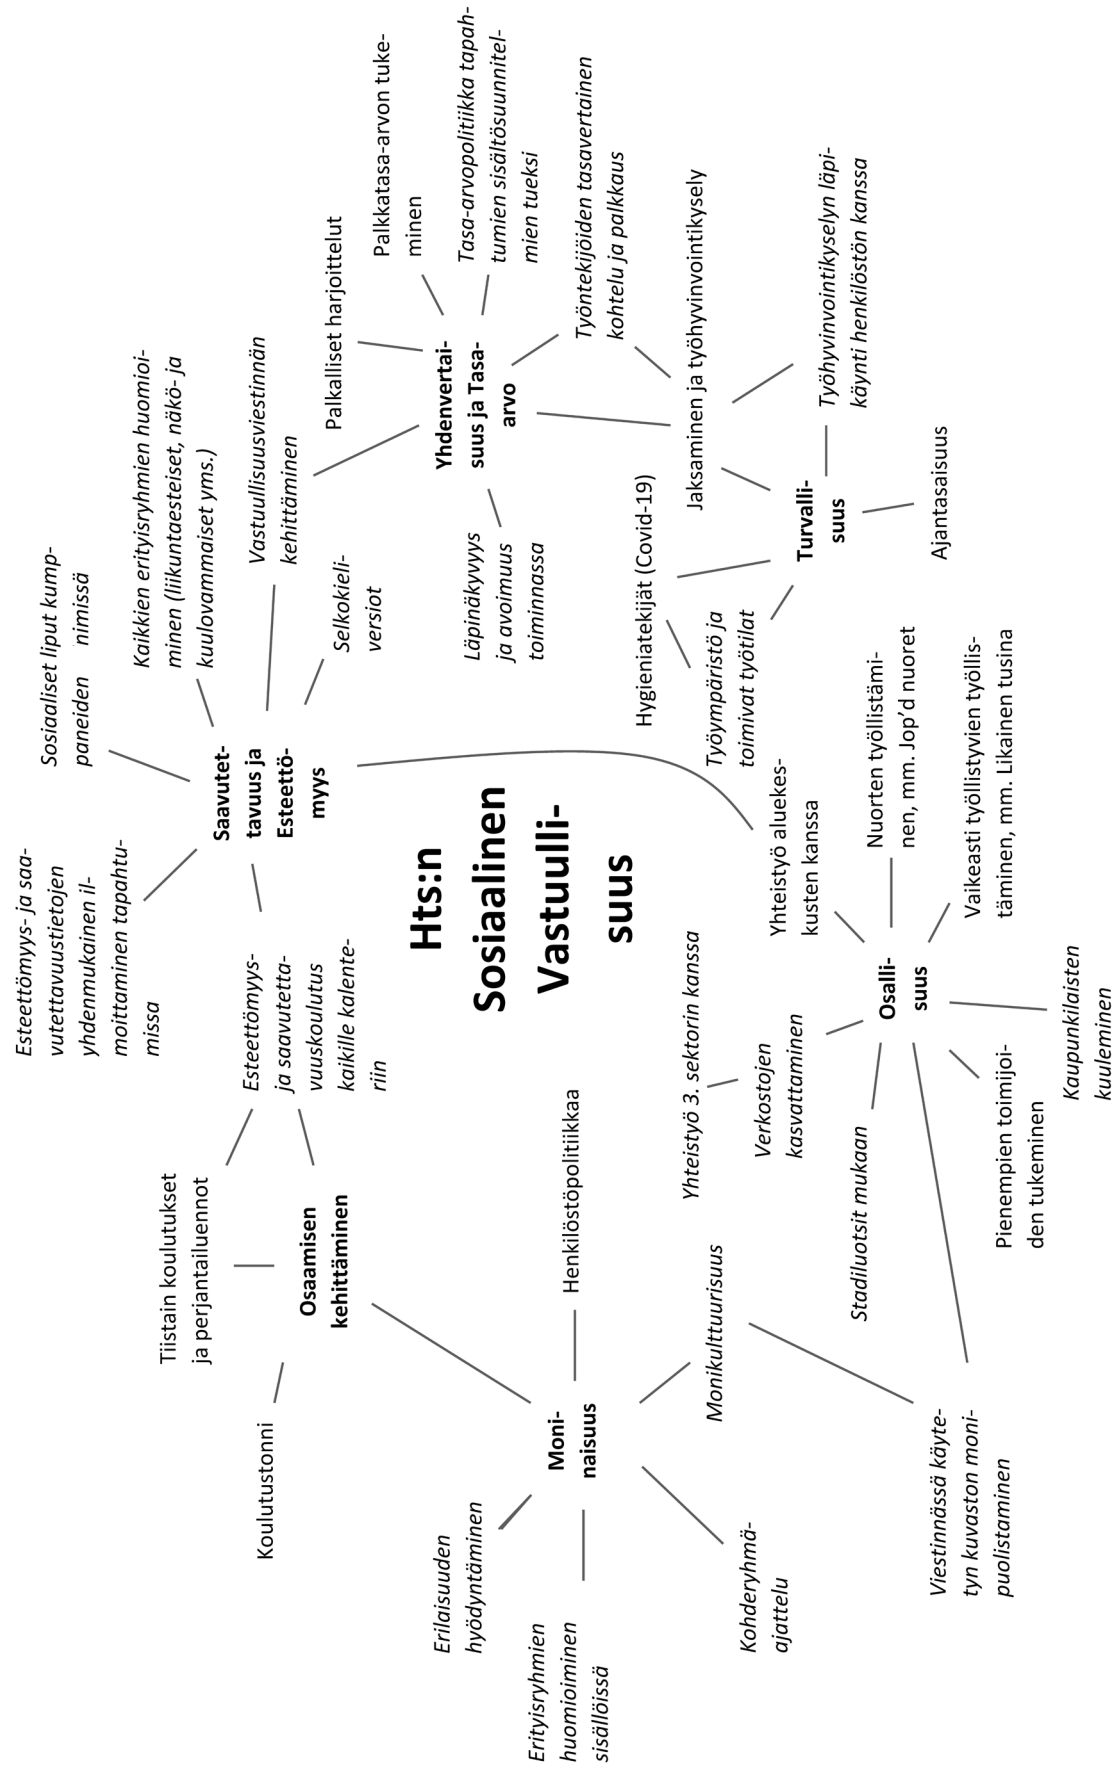 Hts:n
Sosiaalinen
Vastuulli-
suus
Saavutet-
tavuus ja
Esteettö-
myys
Esteettömyys- ja saa-
vutettavuustietojen
yhdenmukainen il-
moittaminen tapahtu-
missa
Sosiaaliset liput kump-
paneiden nimissä
Kaikkien erityisryhmien huomioi-
minen (liikuntaesteiset, näkö- ja
kuulovammaiset yms.)
Vastuullisuusviestinnän
kehittäminen
Selkokieli-
versiot
Esteettömyys-
ja saavutetta-
vuuskoulutus
kaikille kalente-
riin
Osaamisen
kehittäminen
Tiistain koulutukset
ja perjantailuennot
Koulutustonni
Yhdenvertai-
suus ja Tasa-
arvo
Palkalliset harjoittelut
Palkkatasa-arvon tuke-
minen
Tasa-arvopolitiikka tapah-
tumien sisältösuunnitel-
mien tueksi
Työntekijöiden tasavertainen
kohtelu ja palkkaus
Läpinäkyvyys
ja avoimuus
toiminnassa
Jaksaminen ja työhyvinvointikysely
Turvalli-
suus
Hygieniatekijät (Covid-19)
Työympäristö ja
toimivat työtilat
Työhyvinvointikyselyn läpi-
käynti henkilöstön kanssa
Ajantasaisuus
Moni-
naisuus
Henkilöstöpolitiikkaa
Monikulttuurisuus
Erilaisuuden
hyödyntäminen
Erityisryhmien
huomioiminen
sisällöissä
Kohderyhmä-
ajattelu
Osalli-
suus
Yhteistyö aluekes-
kusten kanssa
Nuorten työllistämi-
nen, mm. Jop’d nuoret
Vaikeasti työllistyvien työllis-
täminen, mm. Likainen tusina
Kaupunkilaisten
kuuleminen
Pienempien toimijoi-
den tukeminen
Yhteistyö 3. sektorin kanssa
Verkostojen
kasvattaminen
Stadiluotsit mukaan
Viestinnässä käyte-
tyn kuvaston moni-
puolistaminen